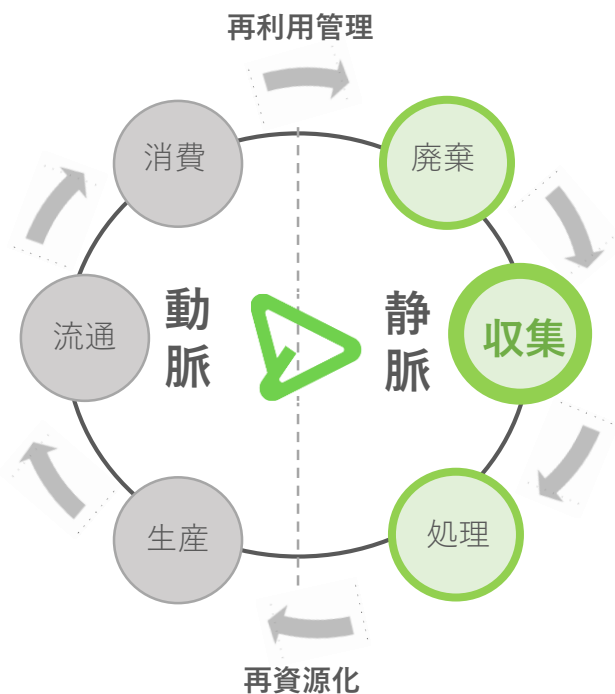 再利用管理
消費
廃棄
動脈
静脈
流通
収集
生産
処理
再資源化